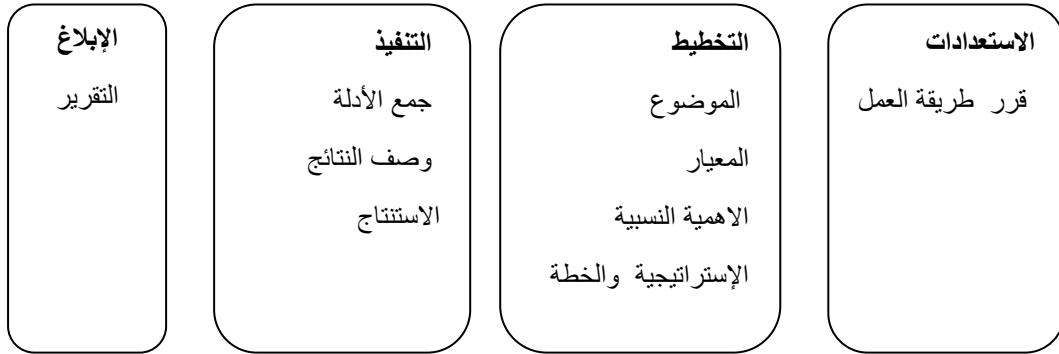 الاستعدادات
قرر طريقة العمل
التخطيط
الموضوع
المعيار
الاهمية النسبية
الإستراتيجية والخطة
التنفيذ
جمع الأدلة
وصف النتائج
الاستنتاج
الإبلاغ
التقرير